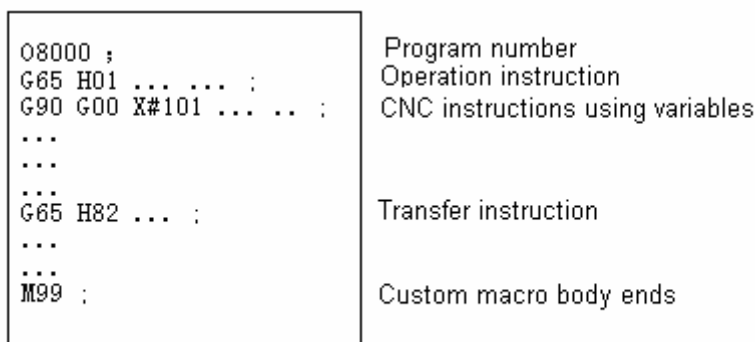 O8000 ; Program number
G65 H01 ... ... ; Operation instruction
G90 G00 X#101 ... .. ; CNC instructions using variables
...
...
...
G65 H82 ... ; Transfer instruction
...
...
M99 ; Custom macro body ends